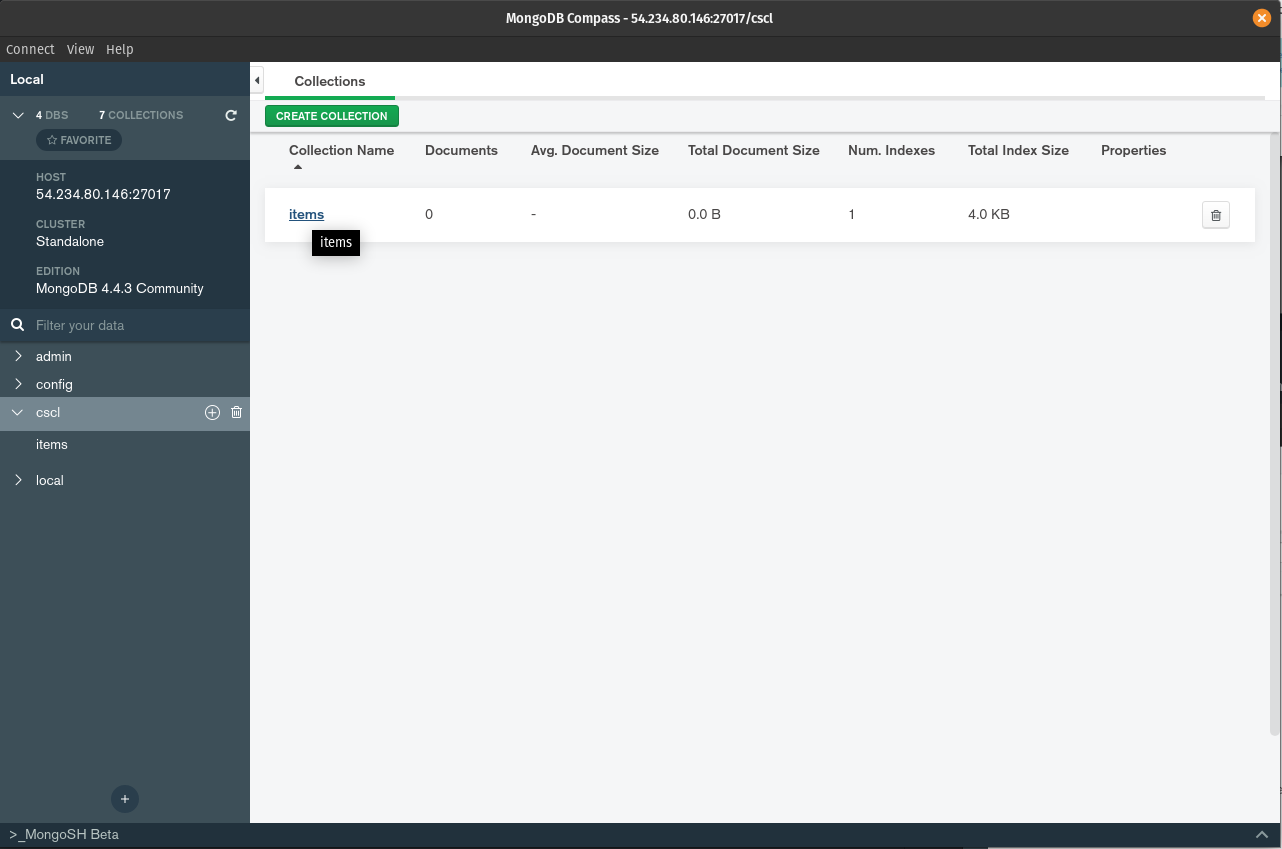 MongoDB Compass - 54.234.80.146:27017/cscl
Connect View Help
Local
4 DBS 7 COLLECTIONS
FAVORITE
HOST
54.234.80.146:27017
CLUSTER
Standalone
EDITION
MongoDB 4.4.3 Community
Filter your data
admin
config
cscl
items
local
>_MongoSH Beta
Collections
CREATE COLLECTION
Collection Name Documents Avg. Document Size Total Document Size Num. Indexes Total Index Size Properties
items 0 - 0.0 B 1 4.0 KB
items